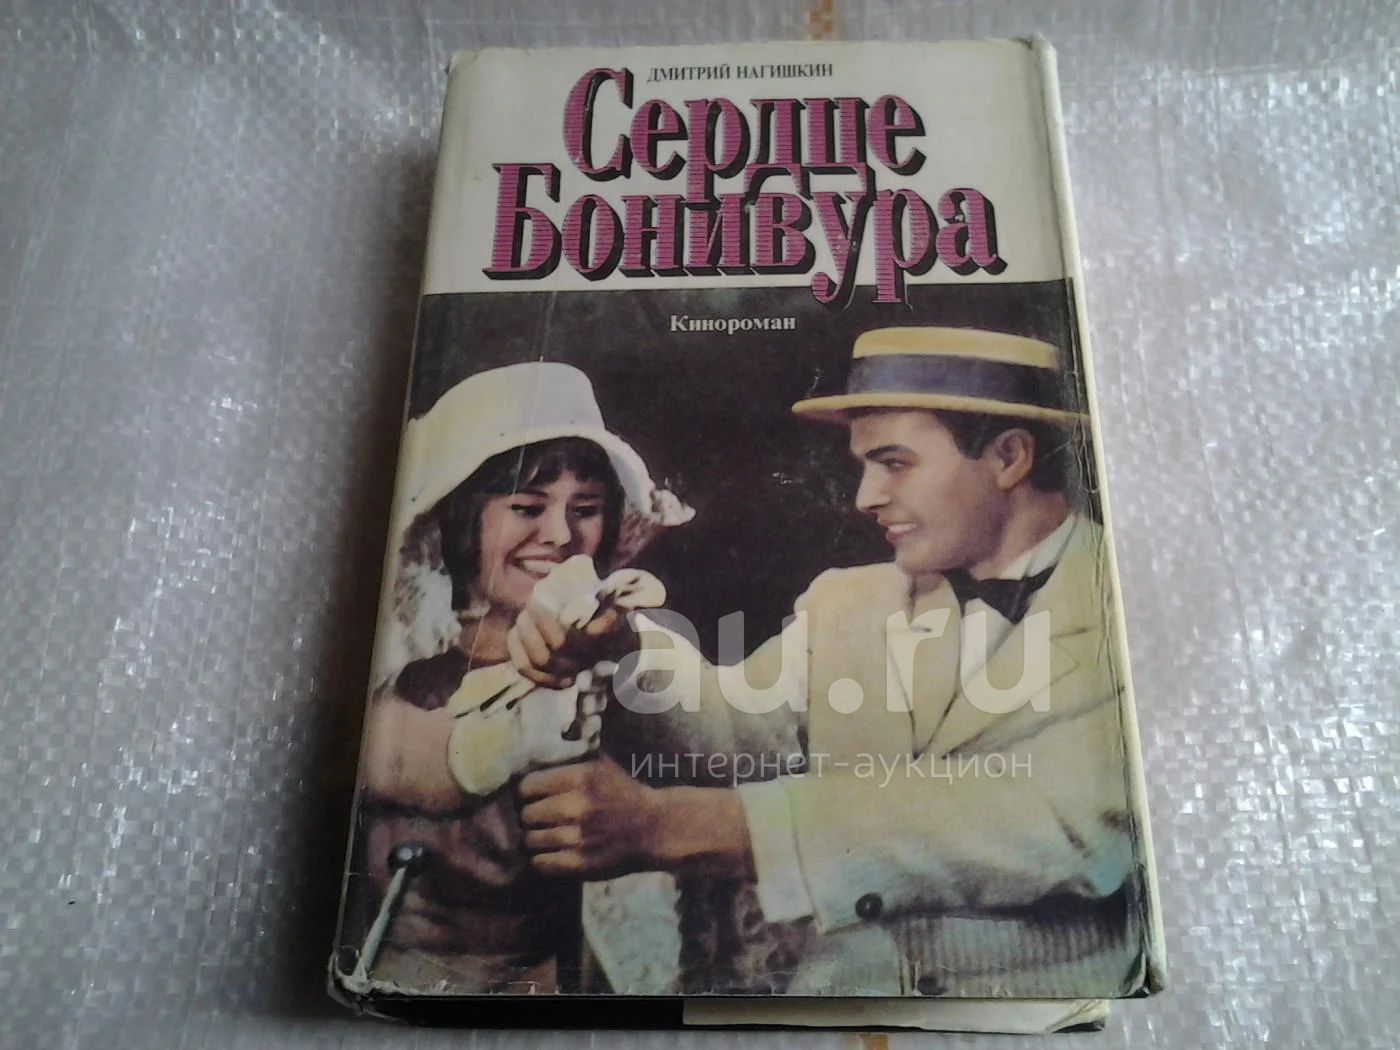 ДМИТРИЙ НАГИШКИН
Сердце
Бонивура
Кинороман
au.ru
интернет-аукцион